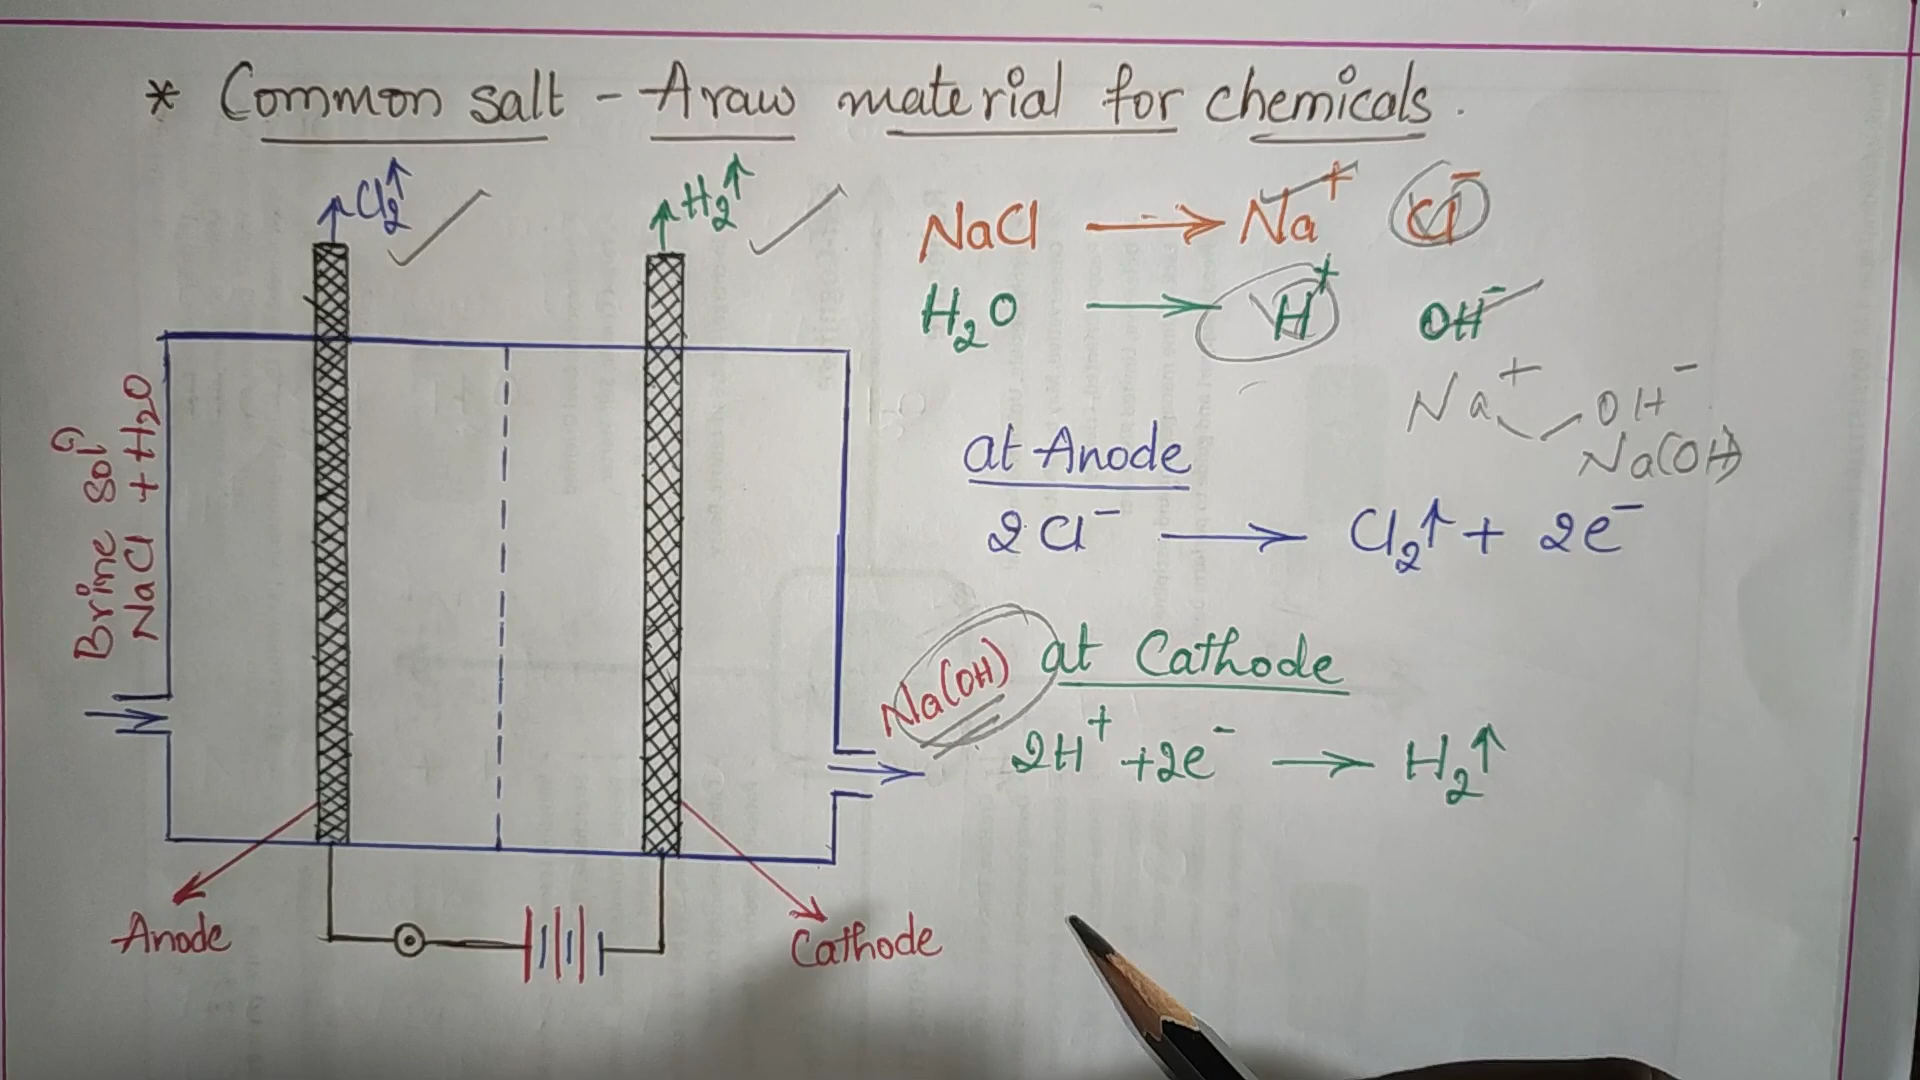 * Common salt - A raw material for chemicals.
Cl₂↑
H₂↑
NaCl → Na⁺ Cl⁻
H₂O → H⁺ OH⁻
Na⁺ OH⁻
Na(OH)
Brine Solⁿ
NaCl + H₂O
at Anode
2Cl⁻ → Cl₂↑ + 2e⁻
Na(OH)
at Cathode
2H⁺ + 2e⁻ → H₂↑
Anode
Cathode